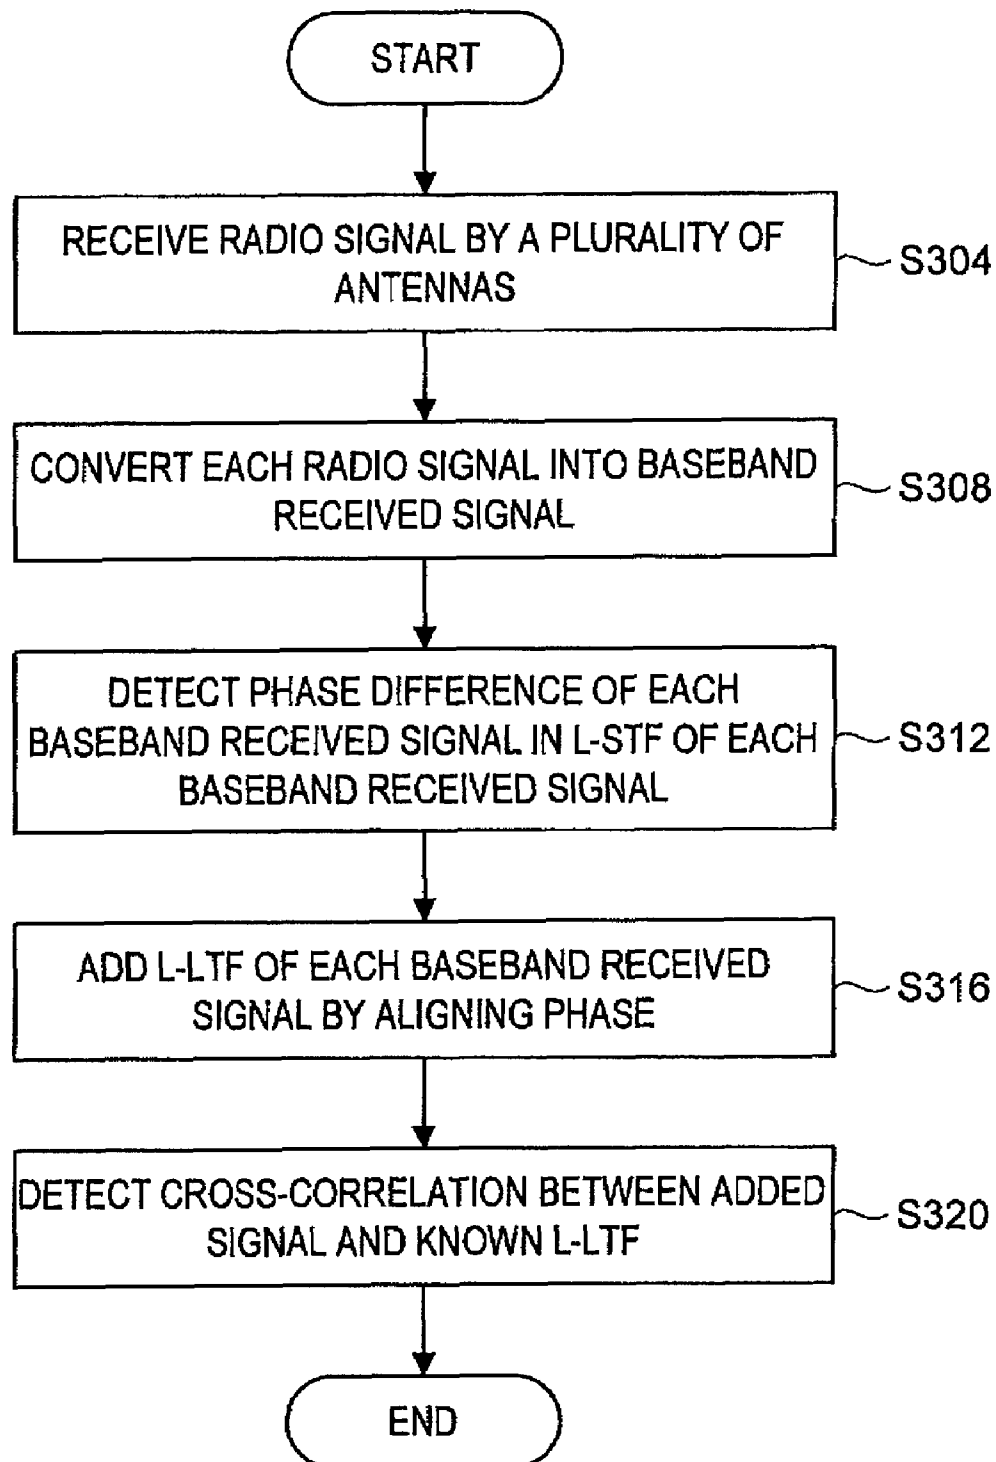 START
RECEIVE RADIO SIGNAL BY A PLURALITY OF
ANTENNAS
S304
CONVERT EACH RADIO SIGNAL INTO BASEBAND
RECEIVED SIGNAL
S308
DETECT PHASE DIFFERENCE OF EACH
BASEBAND RECEIVED SIGNAL IN L-STF OF EACH
BASEBAND RECEIVED SIGNAL
S312
ADD L-LTF OF EACH BASEBAND RECEIVED
SIGNAL BY ALIGNING PHASE
S316
DETECT CROSS-CORRELATION BETWEEN ADDED
SIGNAL AND KNOWN L-LTF
S320
END